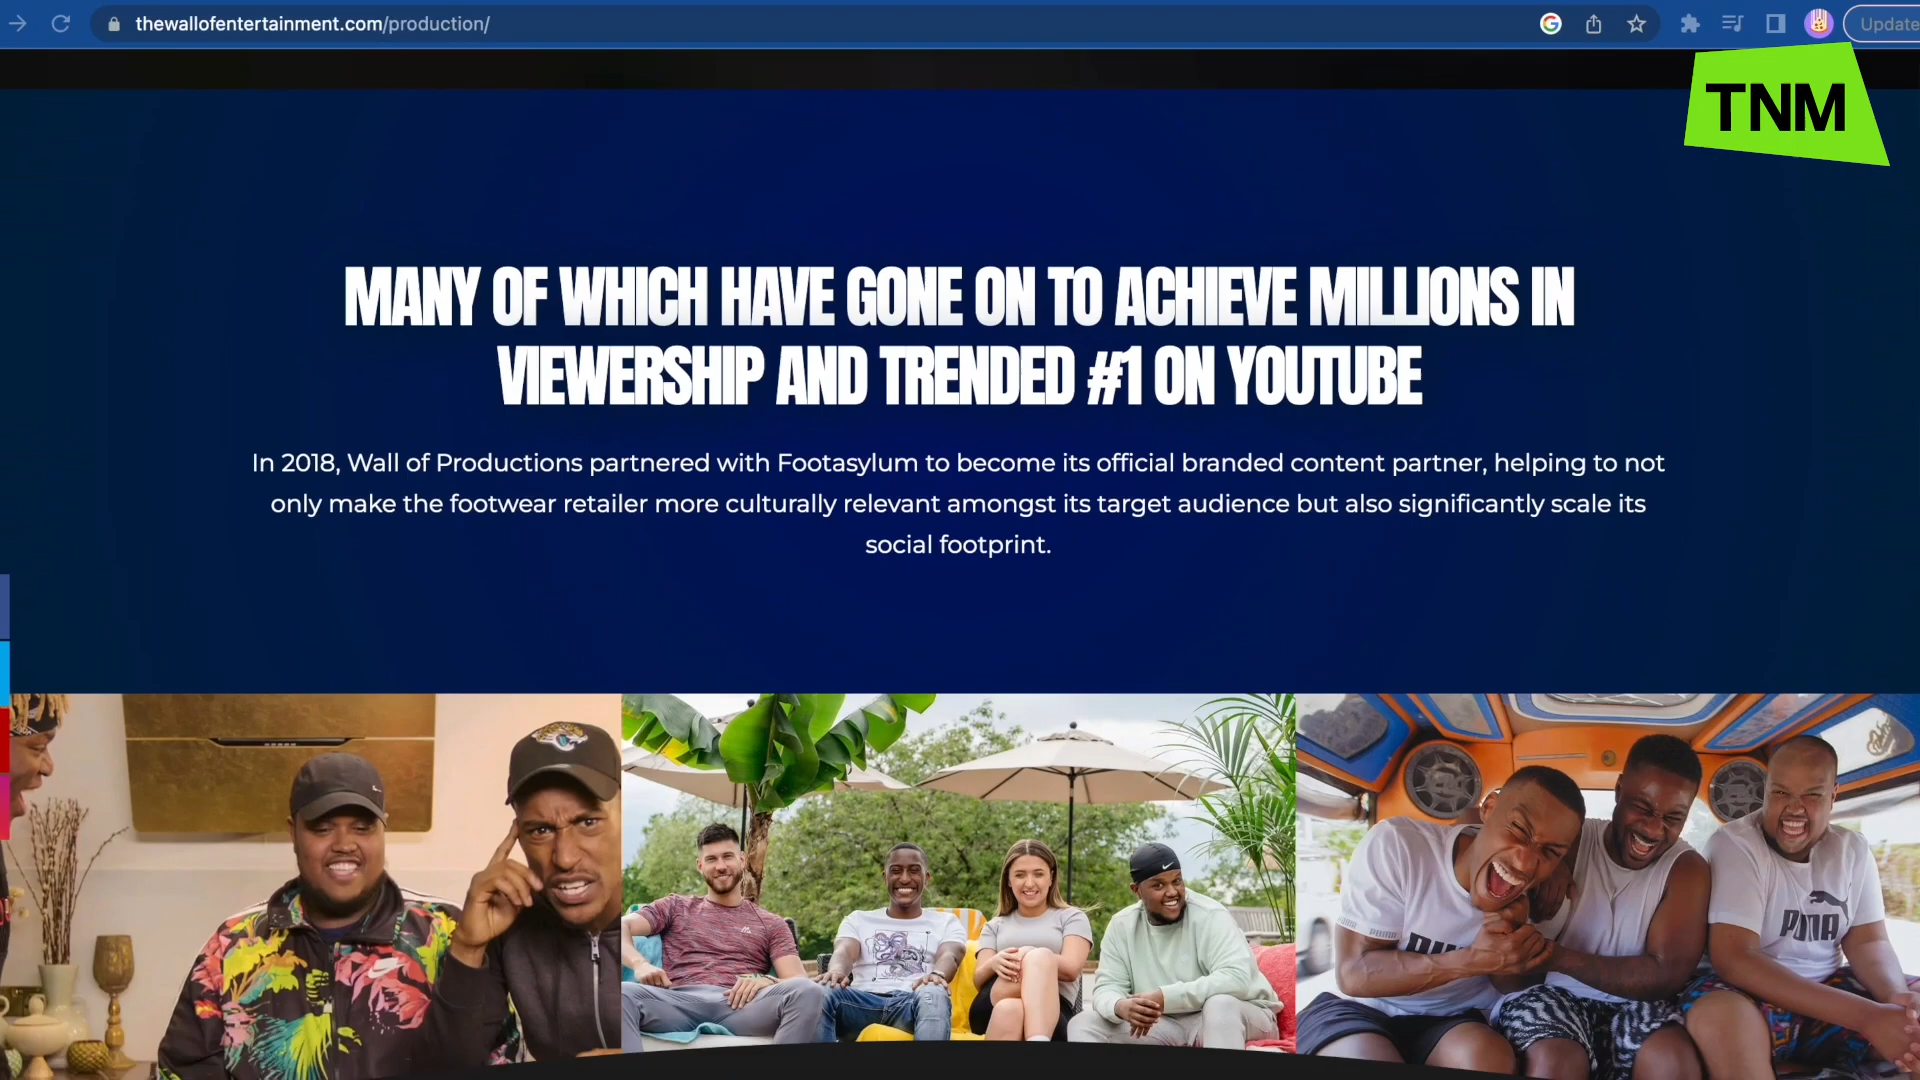 thewallofentertainment.com/production/
Update
TNM
MANY OF WHICH HAVE GONE ON TO ACHIEVE MILLIONS IN
VIEWERSHIP AND TRENDED #1 ON YOUTUBE
In 2018, Wall of Productions partnered with Footasylum to become its official branded content partner, helping to not
only make the footwear retailer more culturally relevant amongst its target audience but also significantly scale its
social footprint.
PUMA